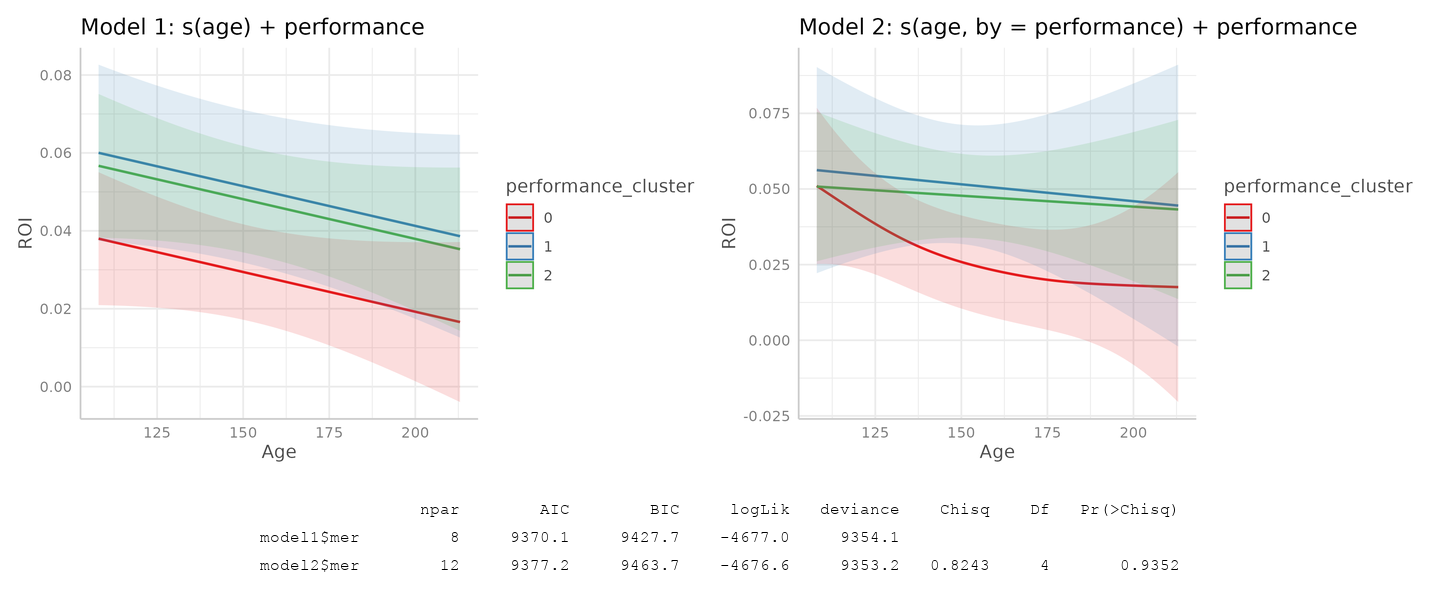 Model 1: s(age) + performance
0.08
0.06
0.04
0.02
0.00
ROI
125 150 175 200
Age
performance_cluster
0
1
2
Model 2: s(age, by = performance) + performance
0.075
0.050
0.025
0.000
-0.025
ROI
125 150 175 200
Age
performance_cluster
0
1
2
npar AIC BIC logLik deviance Chisq Df Pr(>Chisq)
model1$mer 8 9370.1 9427.7 -4677.0 9354.1
model2$mer 12 9377.2 9463.7 -4676.6 9353.2 0.8243 4 0.9352